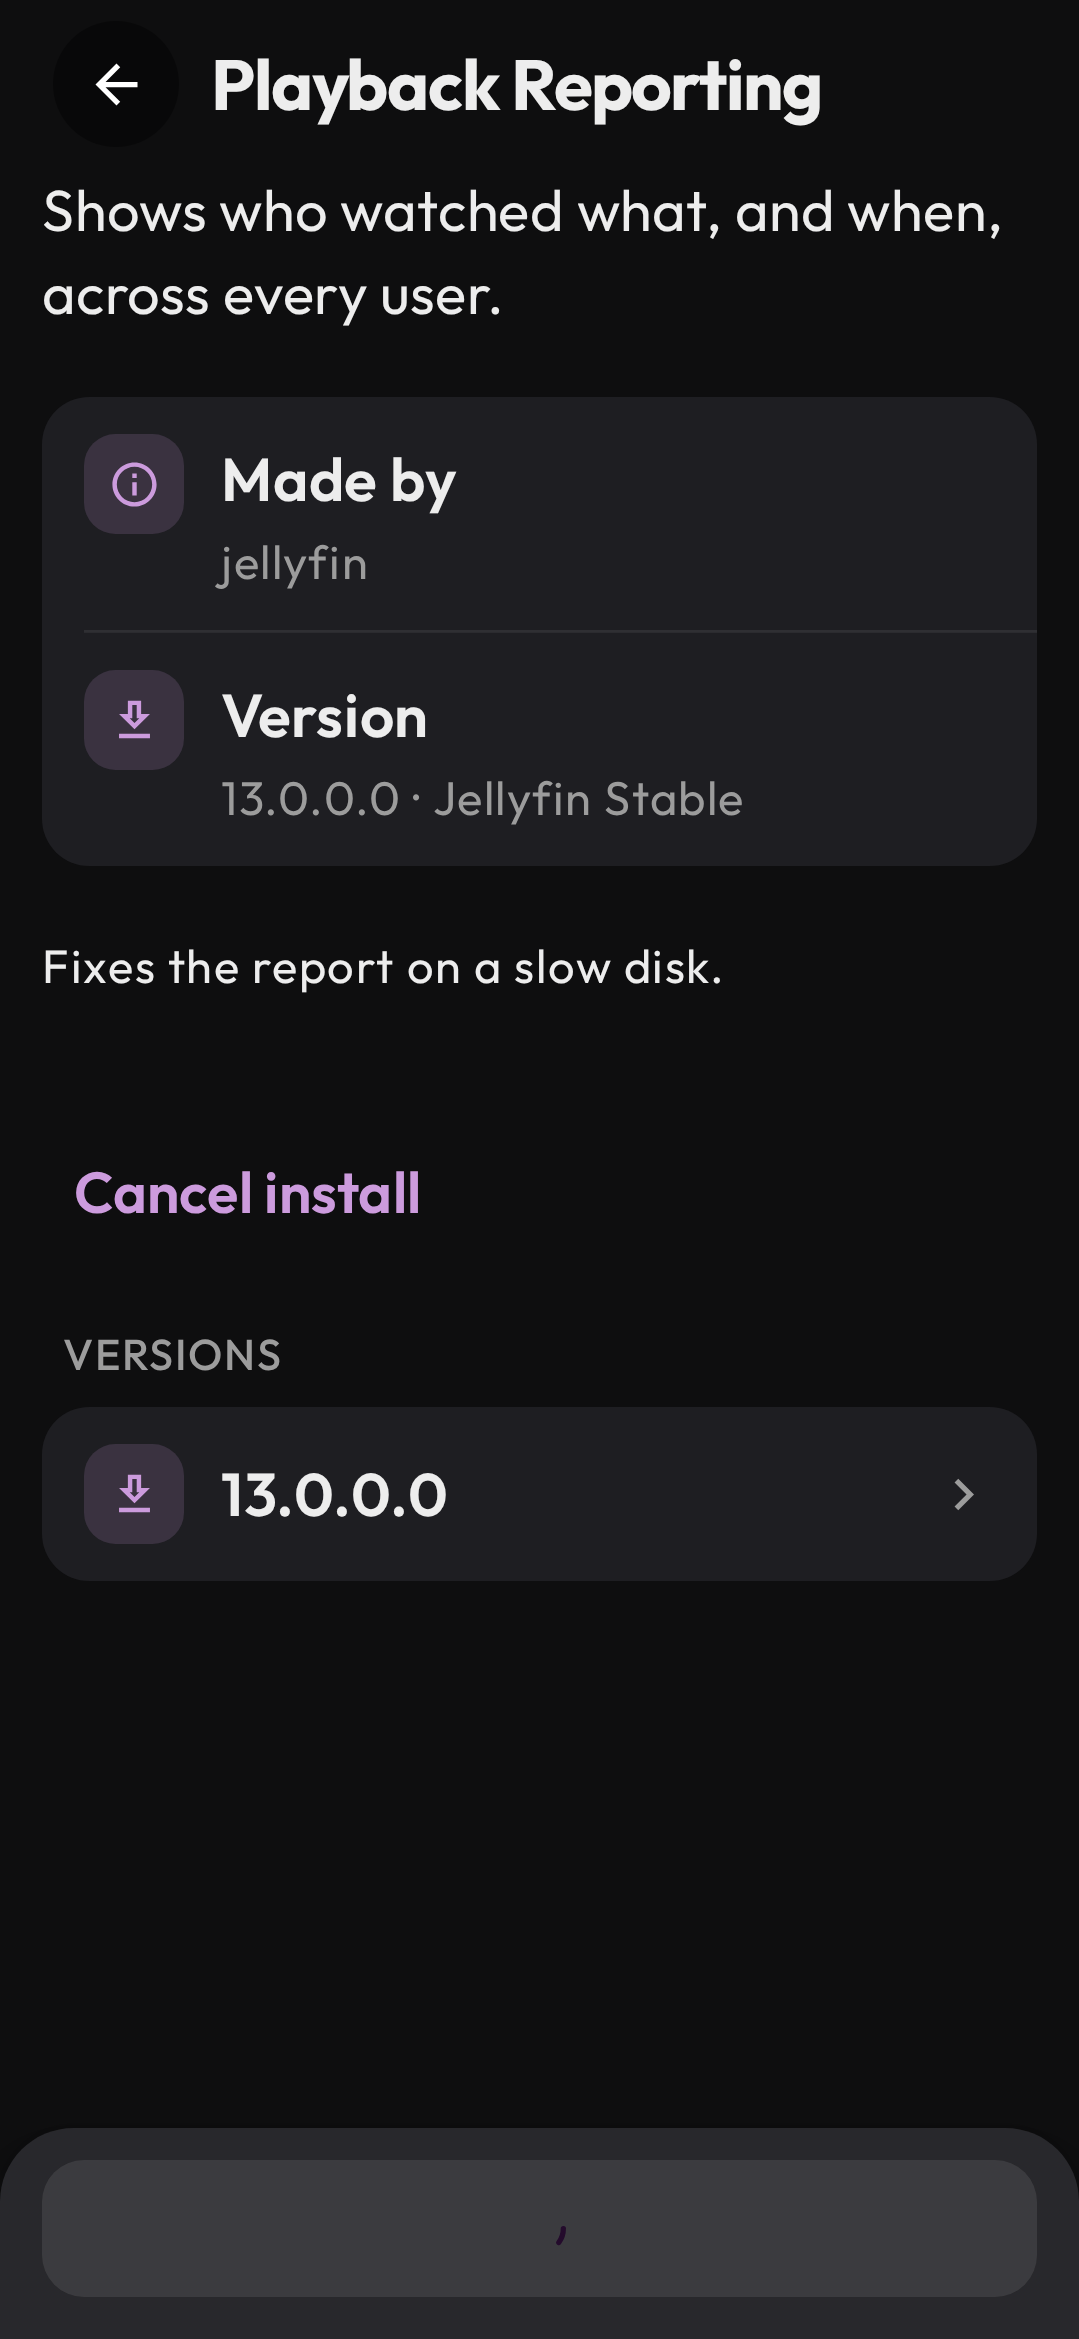 Playback Reporting
Shows who watched what, and when,
across every user.
Made by
jellyfin
Version
13.0.0.0 · Jellyfin Stable
Fixes the report on a slow disk.
Cancel install
VERSIONS
13.0.0.0